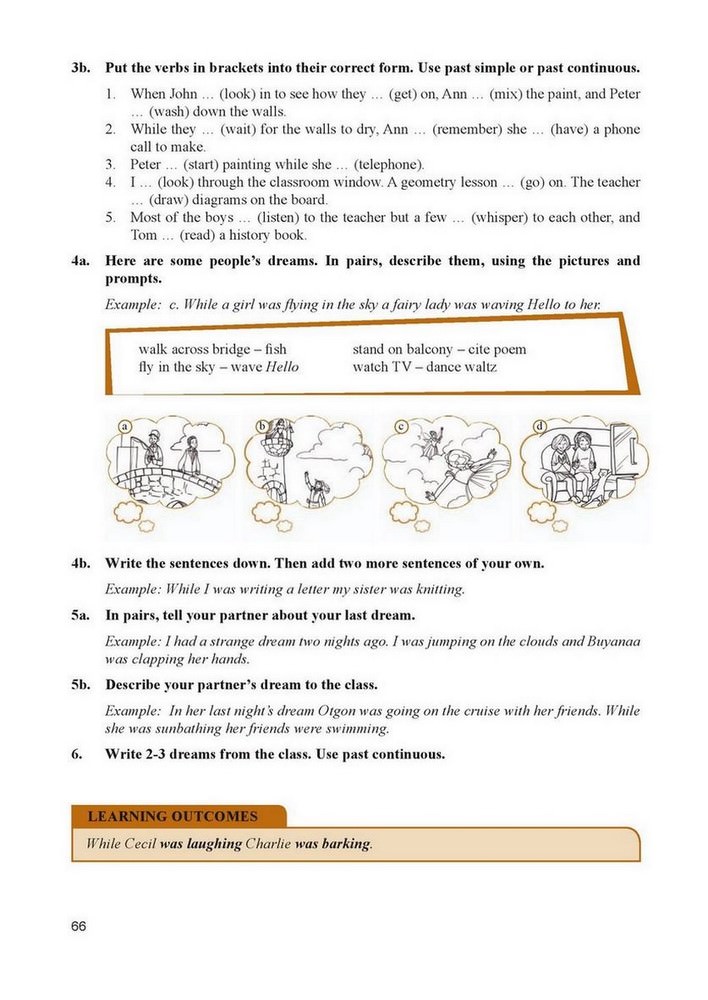 3b. Put the verbs in brackets into their correct form. Use past simple or past continuous.
1. When John … (look) in to see how they … (get) on, Ann … (mix) the paint, and Peter
… (wash) down the walls.
2. While they … (wait) for the walls to dry, Ann … (remember) she … (have) a phone
call to make.
3. Peter … (start) painting while she … (telephone).
4. I … (look) through the classroom window. A geometry lesson … (go) on. The teacher
… (draw) diagrams on the board.
5. Most of the boys … (listen) to the teacher but a few … (whisper) to each other, and
Tom … (read) a history book.
4a. Here are some people's dreams. In pairs, describe them, using the pictures and
prompts.
Example: c. While a girl was flying in the sky a fairy lady was waving Hello to her.
walk across bridge – fish
fly in the sky – wave Hello
stand on balcony – cite poem
watch TV – dance waltz
a
b
c
d
4b. Write the sentences down. Then add two more sentences of your own.
Example: While I was writing a letter my sister was knitting.
5a. In pairs, tell your partner about your last dream.
Example: I had a strange dream two nights ago. I was jumping on the clouds and Buyanaa
was clapping her hands.
5b. Describe your partner's dream to the class.
Example: In her last night's dream Otgon was going on the cruise with her friends. While
she was sunbathing her friends were swimming.
6. Write 2-3 dreams from the class. Use past continuous.
LEARNING OUTCOMES
While Cecil was laughing Charlie was barking.
66